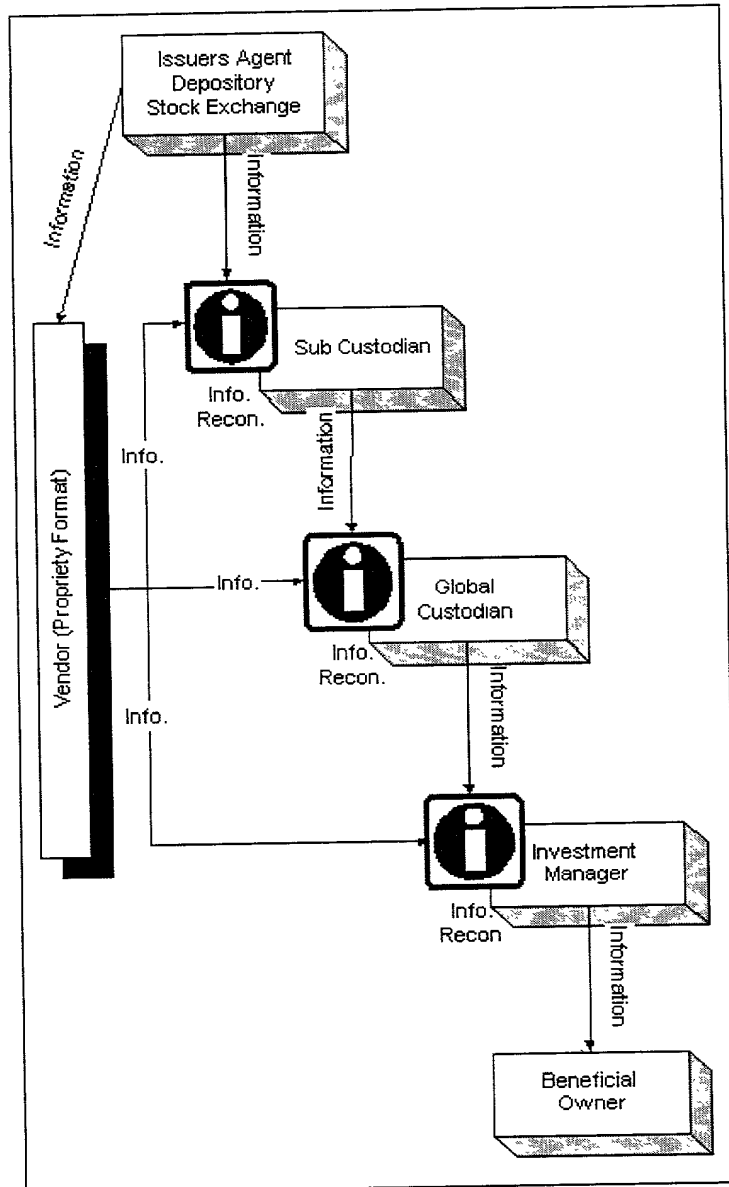 Issuers Agent
Depository
Stock Exchange
Information
Information
Sub Custodian
Info.
Recon.
Info.
Information
Vendor (Propriety Format)
Info.
Global
Custodian
Info.
Recon.
Info.
Information
Investment
Manager
Info.
Recon
Information
Beneficial
Owner